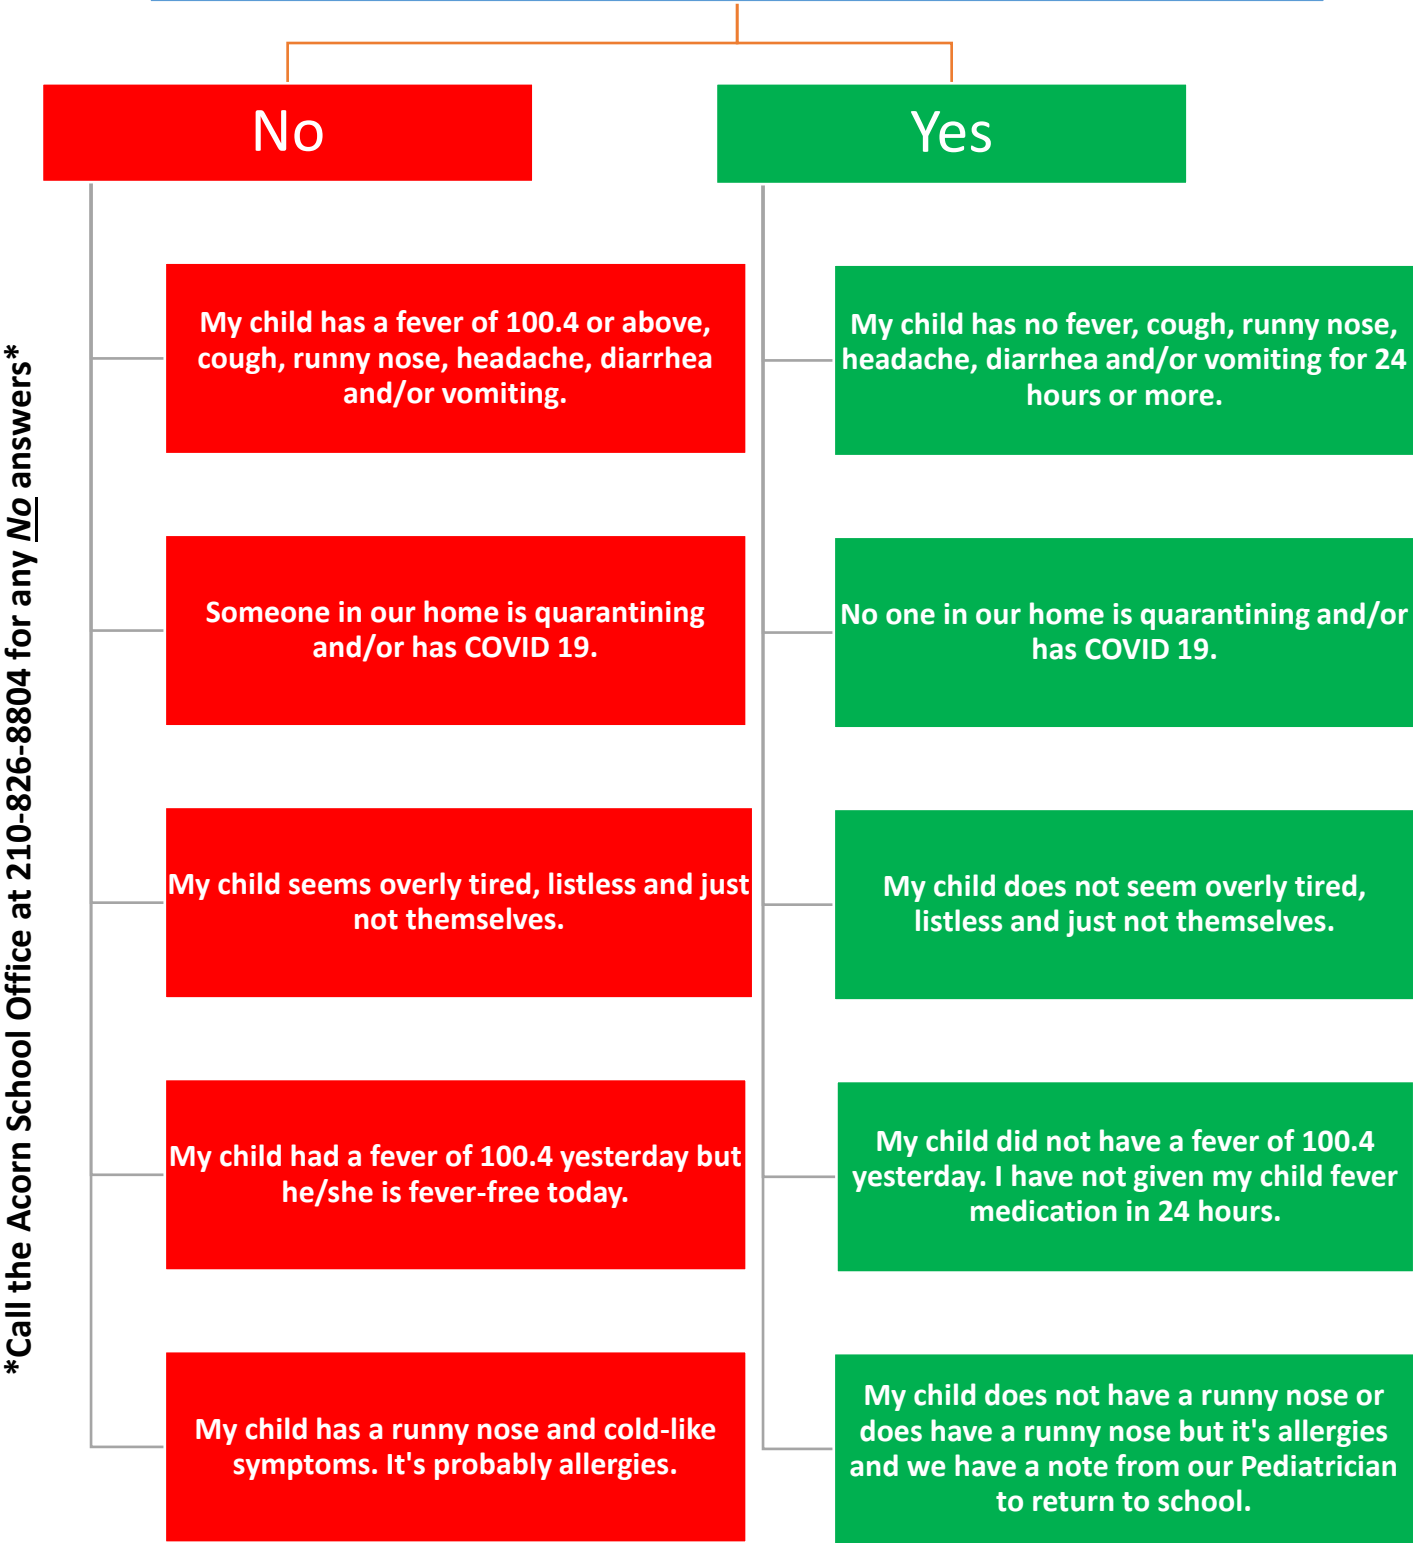 No
Yes
My child has a fever of 100.4 or above,
cough, runny nose, headache, diarrhea
and/or vomiting.
My child has no fever, cough, runny nose,
headache, diarrhea and/or vomiting for 24
hours or more.
Someone in our home is quarantining
and/or has COVID 19.
No one in our home is quarantining and/or
has COVID 19.
My child seems overly tired, listless and just
not themselves.
My child does not seem overly tired,
listless and just not themselves.
My child had a fever of 100.4 yesterday but
he/she is fever-free today.
My child did not have a fever of 100.4
yesterday. I have not given my child fever
medication in 24 hours.
My child has a runny nose and cold-like
symptoms. It's probably allergies.
My child does not have a runny nose or
does have a runny nose but it's allergies
and we have a note from our Pediatrician
to return to school.
*Call the Acorn School Office at 210-826-8804 for any No answers*